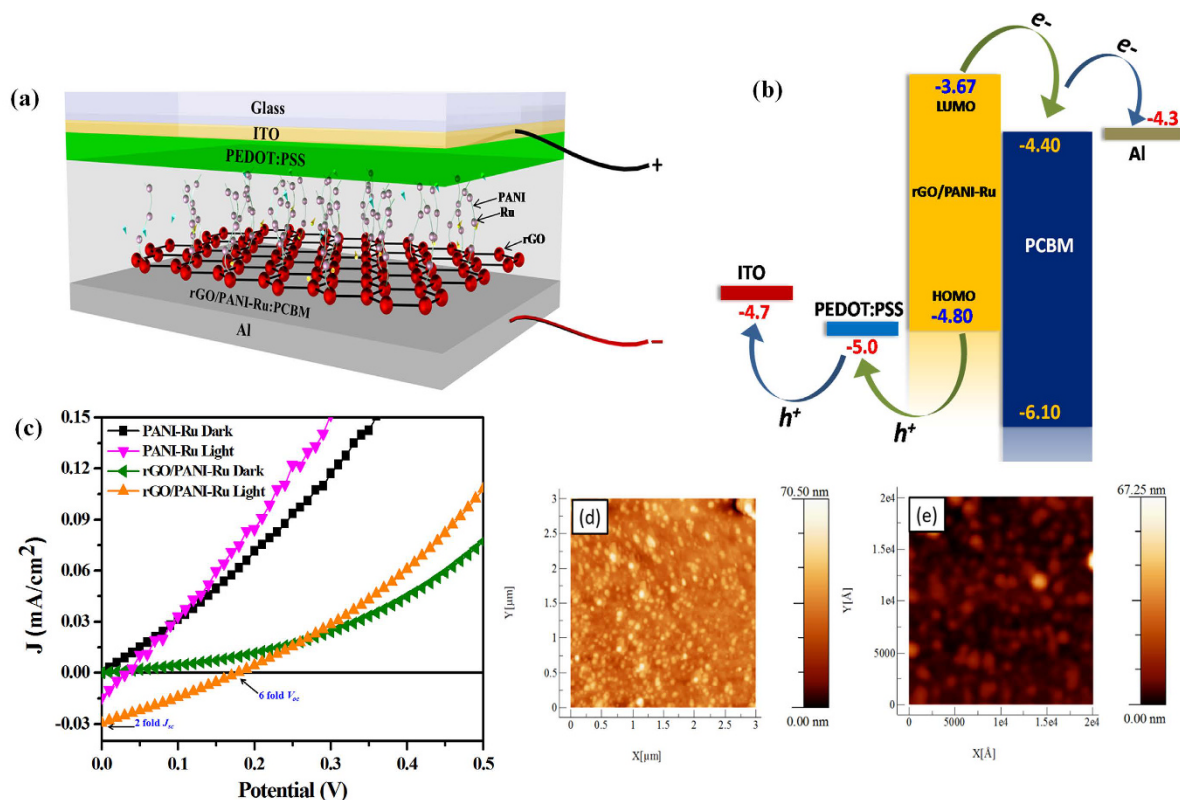 (a)
Glass
ITO
PEDOT:PSS
+
PANI
Ru
rGO
rGO/PANI-Ru:PCBM
Al
−
(b)
e-
e-
-3.67
LUMO
-4.3
-4.40
Al
rGO/PANI-Ru
PCBM
ITO
-4.7
PEDOT:PSS
-5.0
HOMO
-4.80
-6.10
h+
h+
(c)
PANI-Ru Dark
PANI-Ru Light
rGO/PANI-Ru Dark
rGO/PANI-Ru Light
0.15
0.12
0.09
0.06
0.03
0.00
-0.03
J (mA/cm2)
6 fold Voc
2 fold Jsc
0.0 0.1 0.2 0.3 0.4 0.5
Potential (V)
(d)
70.50 nm
3
2.5
2
1.5
1
0.5
0
Y[µm]
0 0.5 1 1.5 2 2.5 3
0.00 nm
X[µm]
(e)
67.25 nm
2e4
1.5e4
1e4
5000
0
Y[Å]
0 5000 1e4 1.5e4 2e4
0.00 nm
X[Å]